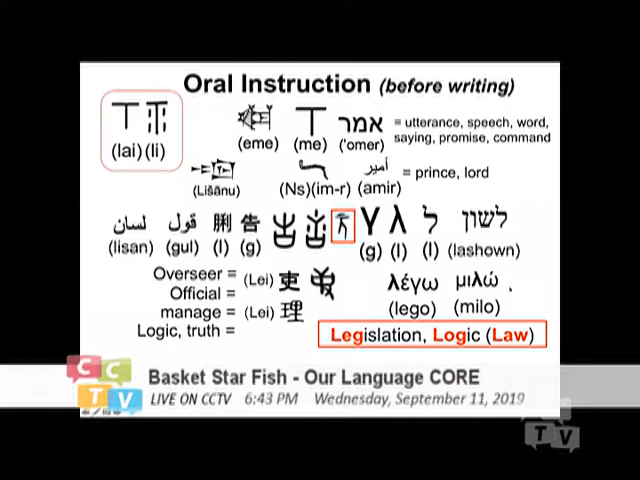 Oral Instruction (before writing)
丅 אמר = utterance, speech, word,
(lai)(li) (eme) (me) ('omer) saying, promise, command
أمير = prince, lord
(Lišānu) (Ns)(im-r) (amir)
لسان قول 脷 告 Y λ ל לשון
(lisan) (gul) (l) (g) (g) (l) (l) (lashown)
Overseer = (Lei) 吏 λέγω μιλώ .
Official = (lego) (milo)
manage = (Lei) 理
Logic, truth = Legislation, Logic (Law)
CCTV Basket Star Fish - Our Language CORE
LIVE ON CCTV 6:43 PM Wednesday, September 11, 2019
TV